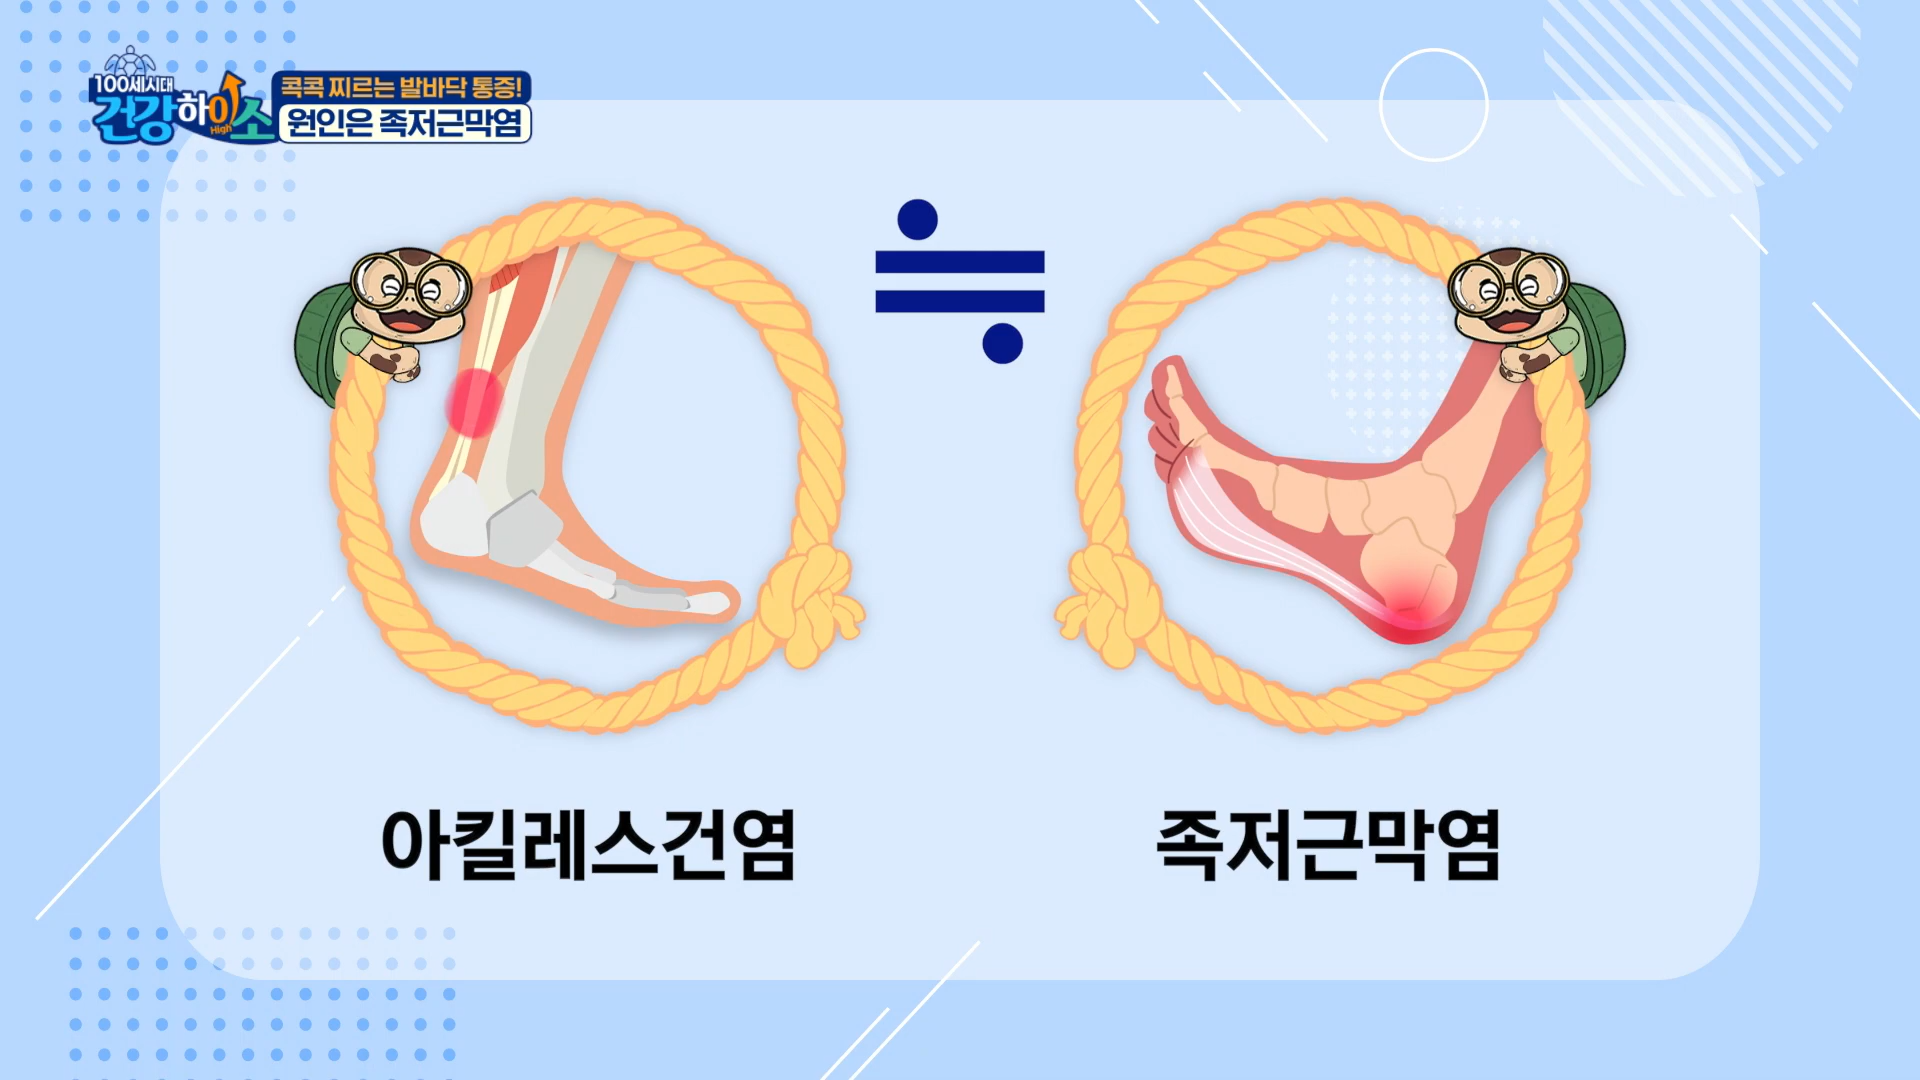 100세시대
건강하이소
High
콕콕 찌르는 발바닥 통증!
원인은 족저근막염
≒
아킬레스건염
족저근막염